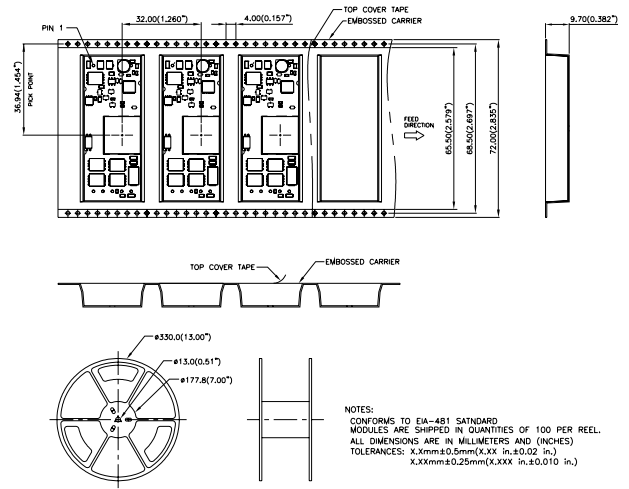 TOP COVER TAPE
EMBOSSED CARRIER
PIN 1
32.00(1.260")
4.00(0.157")
9.70(0.382")
36.94(1.454")
PICK POINT
FEED
DIRECTION
65.50(2.579")
68.50(2.697")
72.00(2.835")
TOP COVER TAPE
EMBOSSED CARRIER
ø330.0(13.00")
ø13.0(0.51")
ø177.8(7.00")
NOTES:
CONFORMS TO EIA-481 SATNDARD
MODULES ARE SHIPPED IN QUANTITIES OF 100 PER REEL.
ALL DIMENSIONS ARE IN MILLIMETERS AND (INCHES)
TOLERANCES: X.Xmm±0.5mm(X.XX in.±0.02 in.)
X.XXmm±0.25mm(X.XXX in.±0.010 in.)